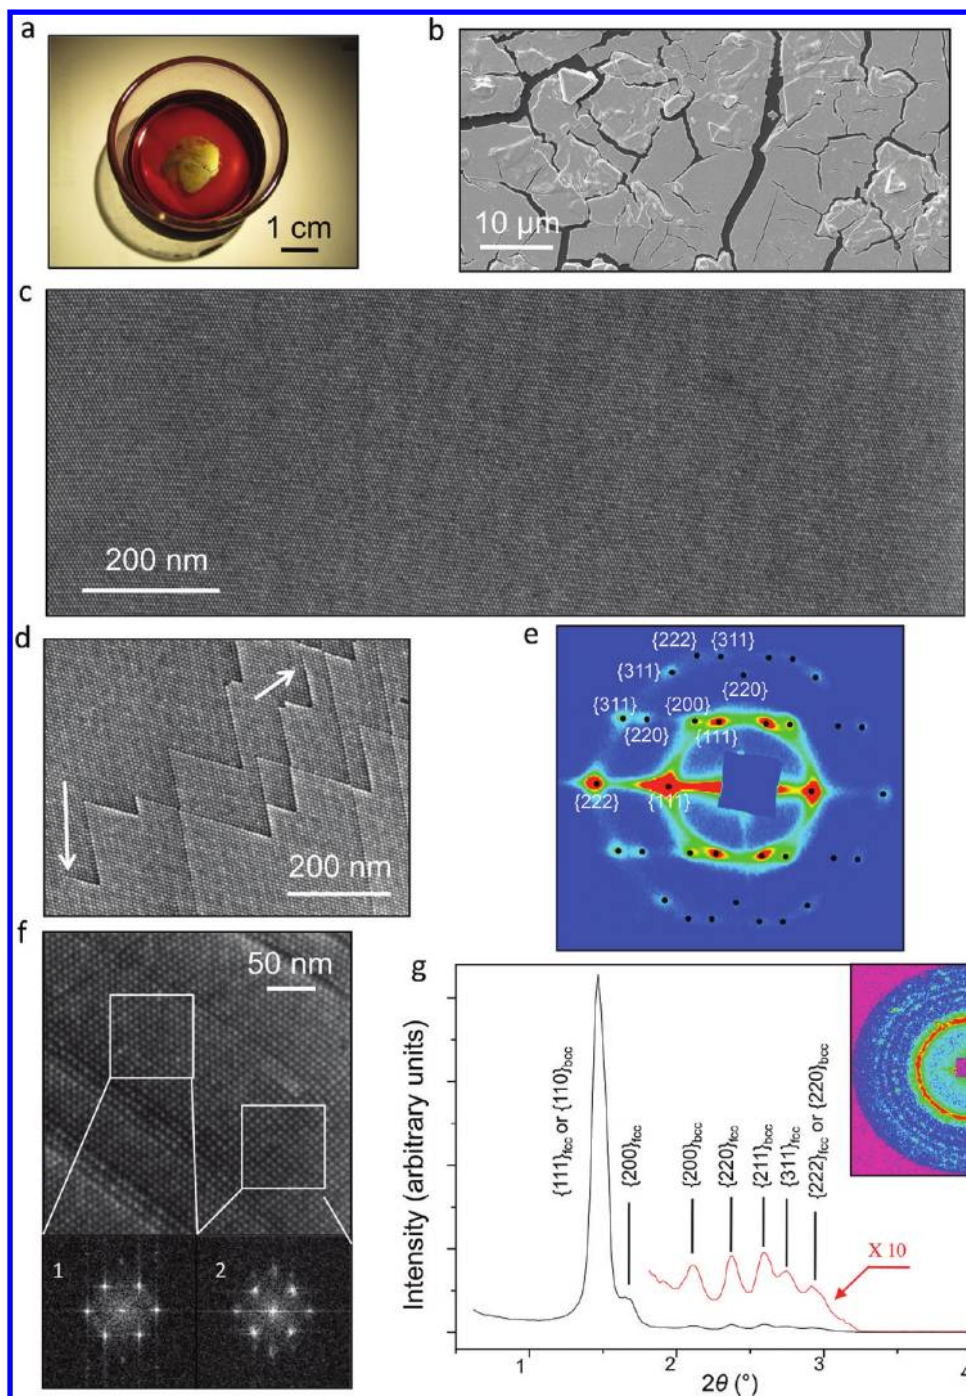 a
1 cm
b
10 µm
c
200 nm
d
200 nm
e
{222} {311}
{311}
{220}
{311} {200}
{220} {111}
{222} {111}
f
50 nm
1 2
g
Intensity (arbitrary units)
{111}fcc or {110}bcc
{200}fcc
{200}bcc
{220}fcc
{211}bcc
{311}fcc
{222}fcc or {220}bcc
X 10
1 2 3 4
2θ (°)